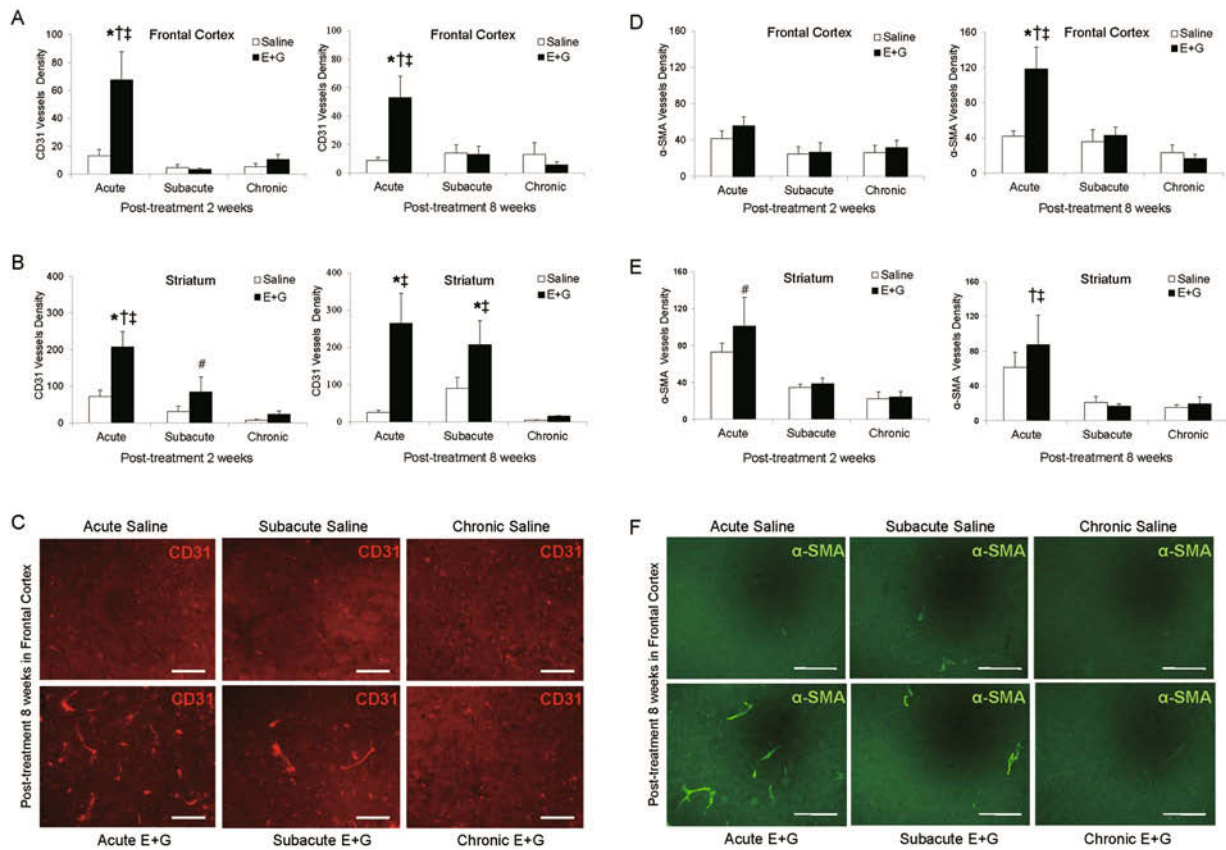 A
Frontal Cortex
Saline
E+G
*†‡
CD31 Vessels Density
100
80
60
40
20
0
Acute
Subacute
Chronic
Post-treatment 2 weeks
Frontal Cortex
Saline
E+G
*†‡
CD31 Vessels Density
100
80
60
40
20
0
Acute
Subacute
Chronic
Post-treatment 8 weeks
B
Striatum
Saline
E+G
*†‡
#
CD31 Vessels Density
400
300
200
100
0
Acute
Subacute
Chronic
Post-treatment 2 weeks
Striatum
Saline
E+G
*‡
*‡
CD31 Vessels Density
400
300
200
100
0
Acute
Subacute
Chronic
Post-treatment 8 weeks
C
Acute Saline
Subacute Saline
Chronic Saline
CD31
CD31
CD31
Post-treatment 8 weeks in Frontal Cortex
CD31
CD31
CD31
Acute E+G
Subacute E+G
Chronic E+G
D
Frontal Cortex
Saline
E+G
α-SMA Vessels Density
160
120
80
40
0
Acute
Subacute
Chronic
Post-treatment 2 weeks
Frontal Cortex
Saline
E+G
*†‡
α-SMA Vessels Density
160
120
80
40
0
Acute
Subacute
Chronic
Post-treatment 8 weeks
E
Striatum
Saline
E+G
#
α-SMA Vessels Density
160
120
80
40
0
Acute
Subacute
Chronic
Post-treatment 2 weeks
Striatum
Saline
E+G
†‡
α-SMA Vessels Density
160
120
80
40
0
Acute
Subacute
Chronic
Post-treatment 8 weeks
F
Acute Saline
Subacute Saline
Chronic Saline
α-SMA
α-SMA
α-SMA
Post-treatment 8 weeks in Frontal Cortex
α-SMA
α-SMA
α-SMA
Acute E+G
Subacute E+G
Chronic E+G